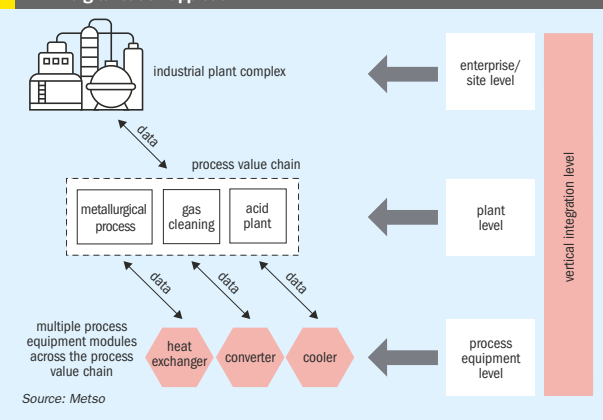 industrial plant complex
enterprise/
site level
data
process value chain
metallurgical
process
gas
cleaning
acid
plant
plant
level
vertical integration level
data
data
data
multiple process
equipment modules
across the process
value chain
heat
exchanger
converter
cooler
process
equipment
level
Source: Metso